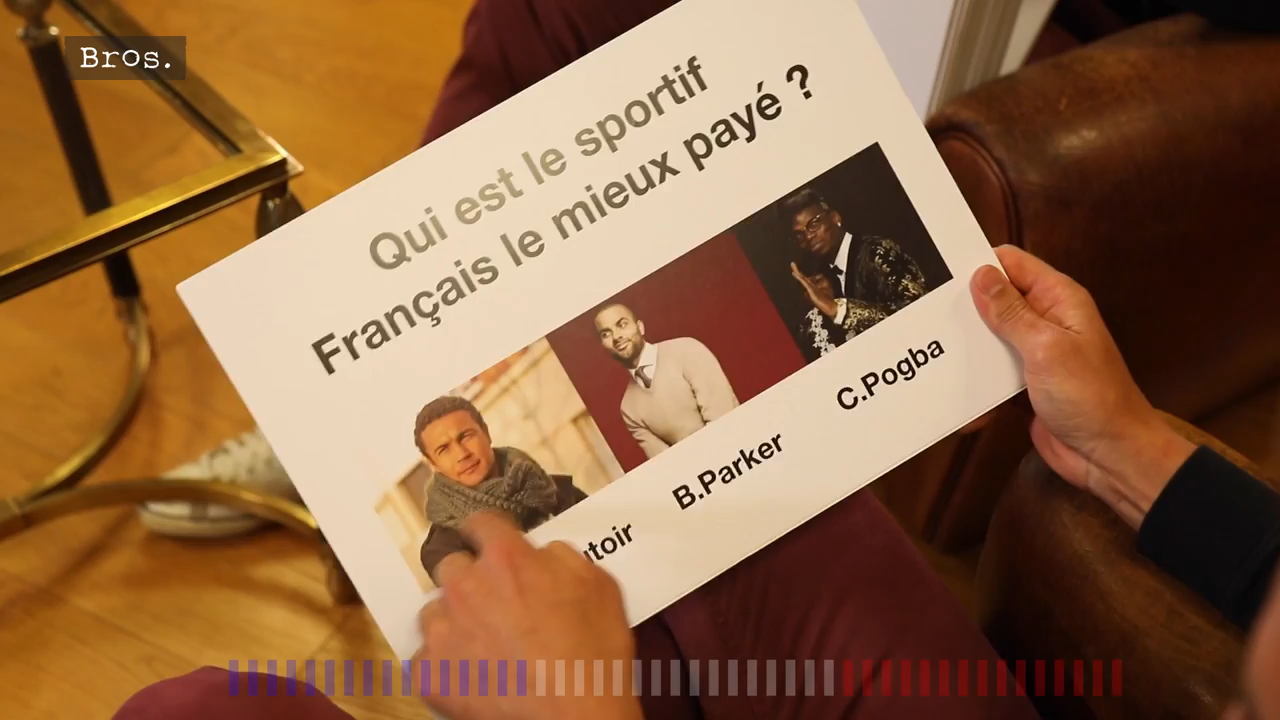 Bros.
Qui est le sportif
Français le mieux payé ?
B.Parker
C.Pogba